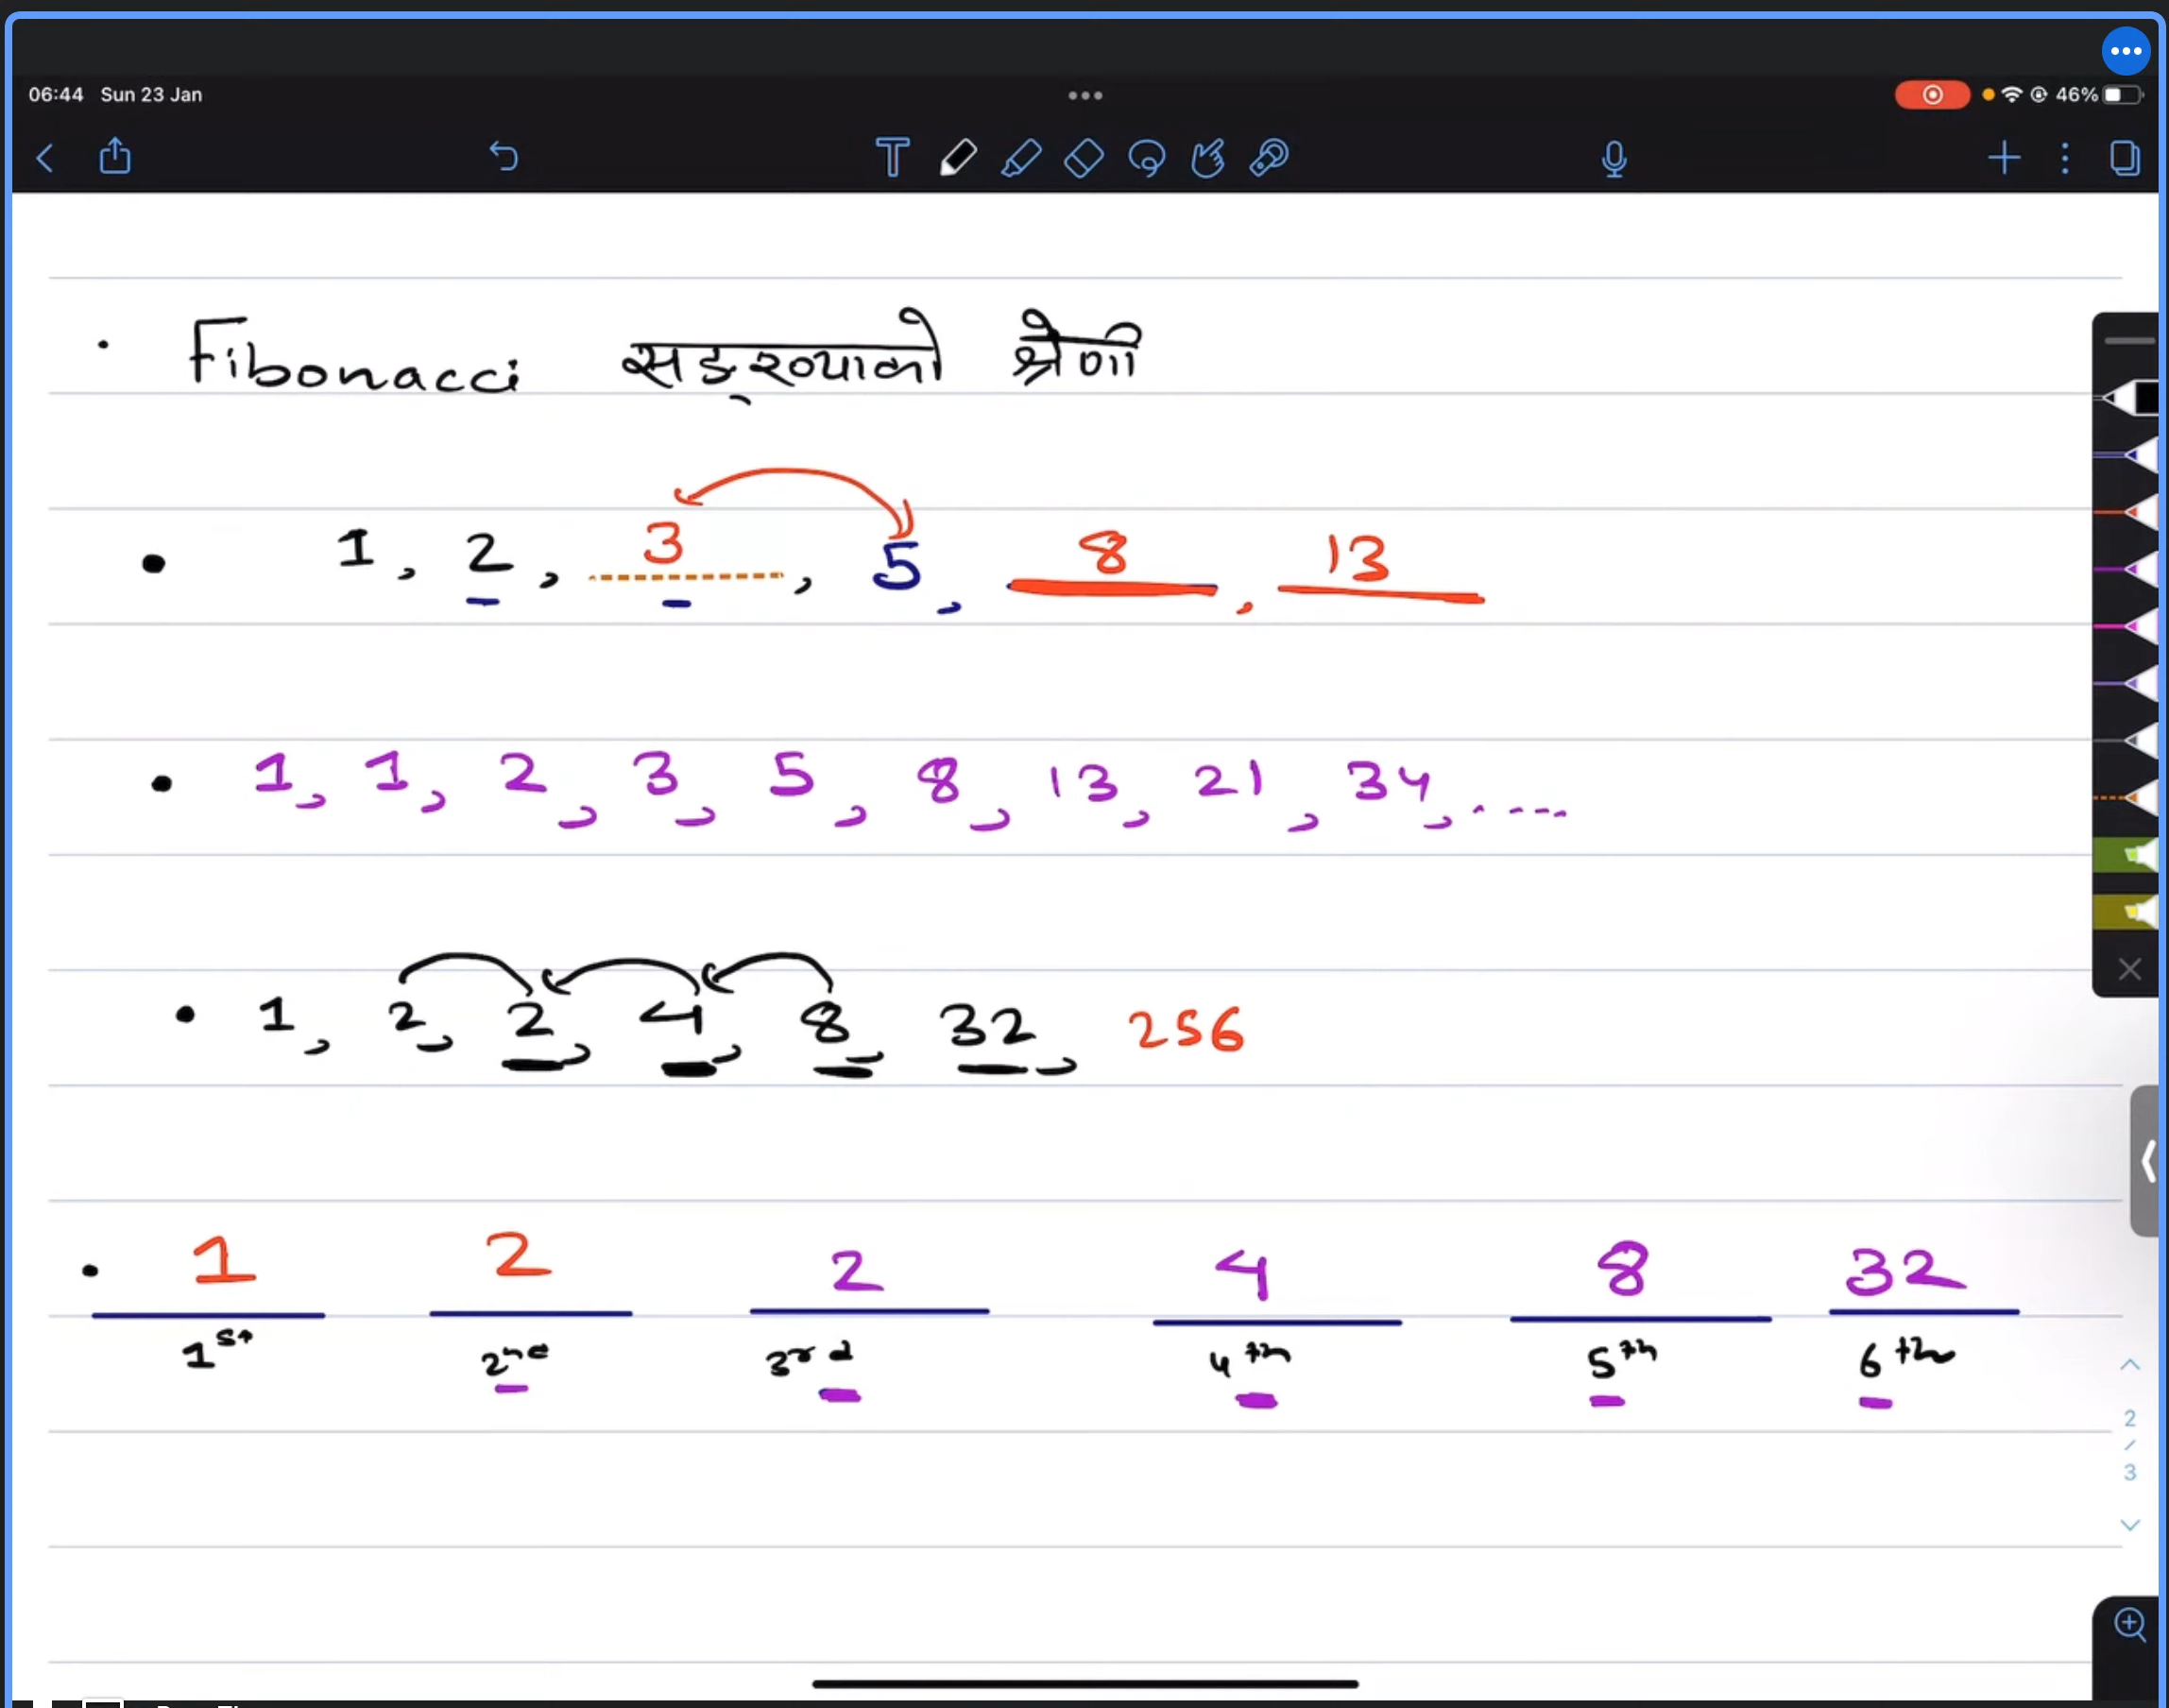 06:44 Sun 23 Jan 46%
· Fibonacci सङ्ख्याको श्रेणी
• 1, 2, 3, 5, 8, 13
• 1, 1, 2, 3, 5, 8, 13, 21, 34, ....
• 1, 2, 2, 4, 8, 32, 256
• 1 2 2 4 8 32
1st 2nd 3rd 4th 5th 6th
2
/
3